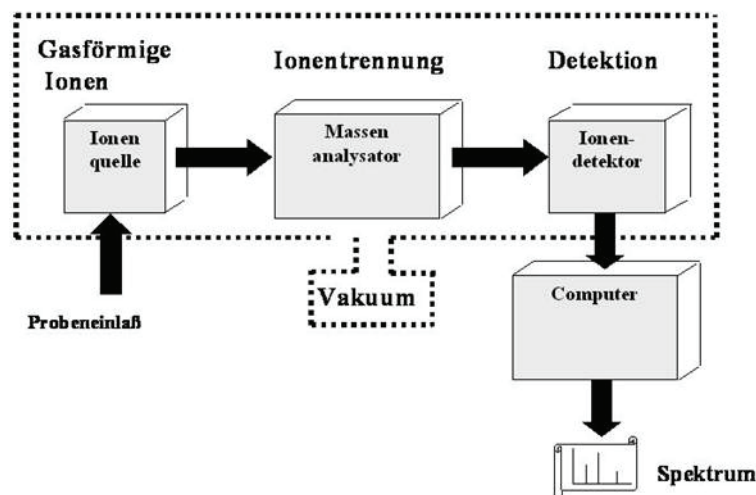 Gasförmige
Ionen
Ionentrennung
Detektion
Ionen
quelle
Massen
analysator
Ionen-
detektor
Vakuum
Probeneinlaß
Computer
Spektrum